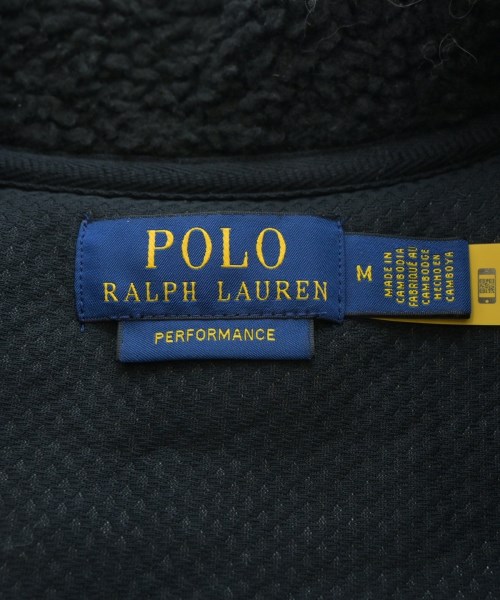 POLO
RALPH LAUREN
PERFORMANCE
M
MADE IN
CAMBODIA
FABRIQUÉ AU
CAMBODGE
HECHO EN
CAMBOYA